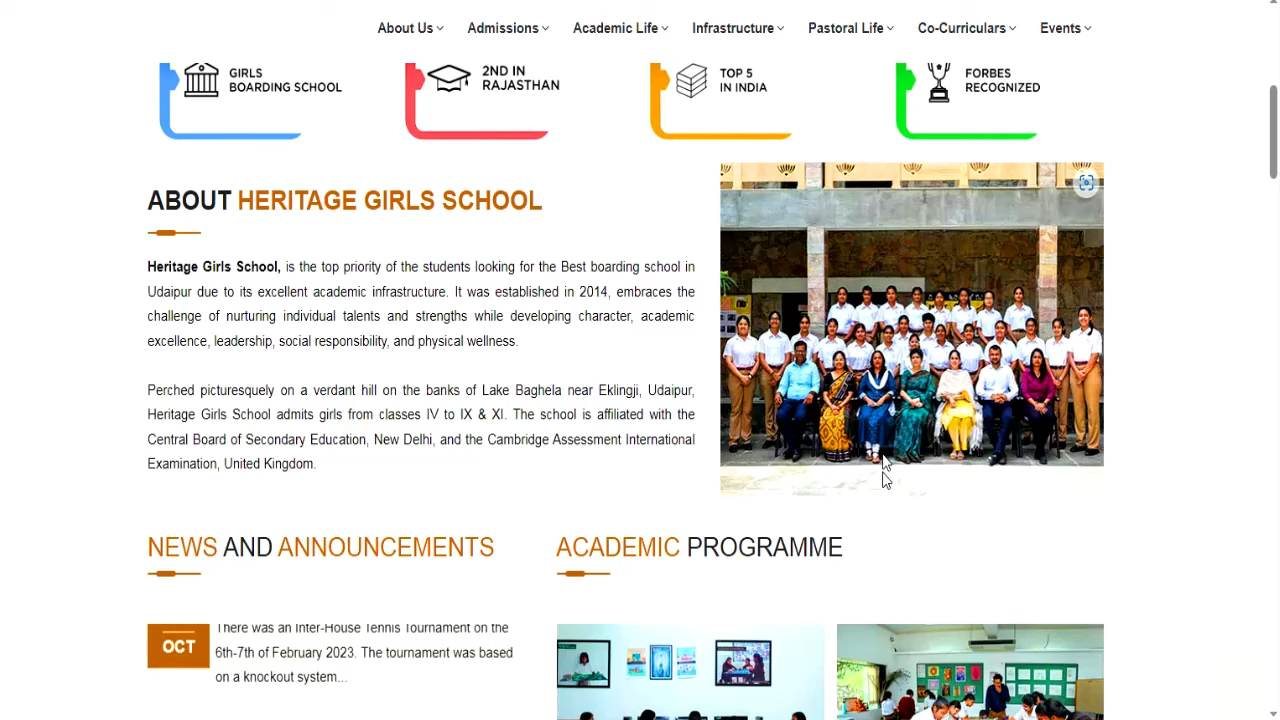 About Us
Admissions
Academic Life
Infrastructure
Pastoral Life
Co-Curriculars
Events
GIRLS
BOARDING SCHOOL
2ND IN
RAJASTHAN
TOP 5
IN INDIA
FORBES
RECOGNIZED
ABOUT HERITAGE GIRLS SCHOOL
Heritage Girls School, is the top priority of the students looking for the Best boarding school in
Udaipur due to its excellent academic infrastructure. It was established in 2014, embraces the
challenge of nurturing individual talents and strengths while developing character, academic
excellence, leadership, social responsibility, and physical wellness.
Perched picturesquely on a verdant hill on the banks of Lake Baghela near Eklingji, Udaipur,
Heritage Girls School admits girls from classes IV to IX & XI. The school is affiliated with the
Central Board of Secondary Education, New Delhi, and the Cambridge Assessment International
Examination, United Kingdom.
NEWS AND ANNOUNCEMENTS
OCT
There was an Inter-House Tennis Tournament on the
6th-7th of February 2023. The tournament was based
on a knockout system...
ACADEMIC PROGRAMME